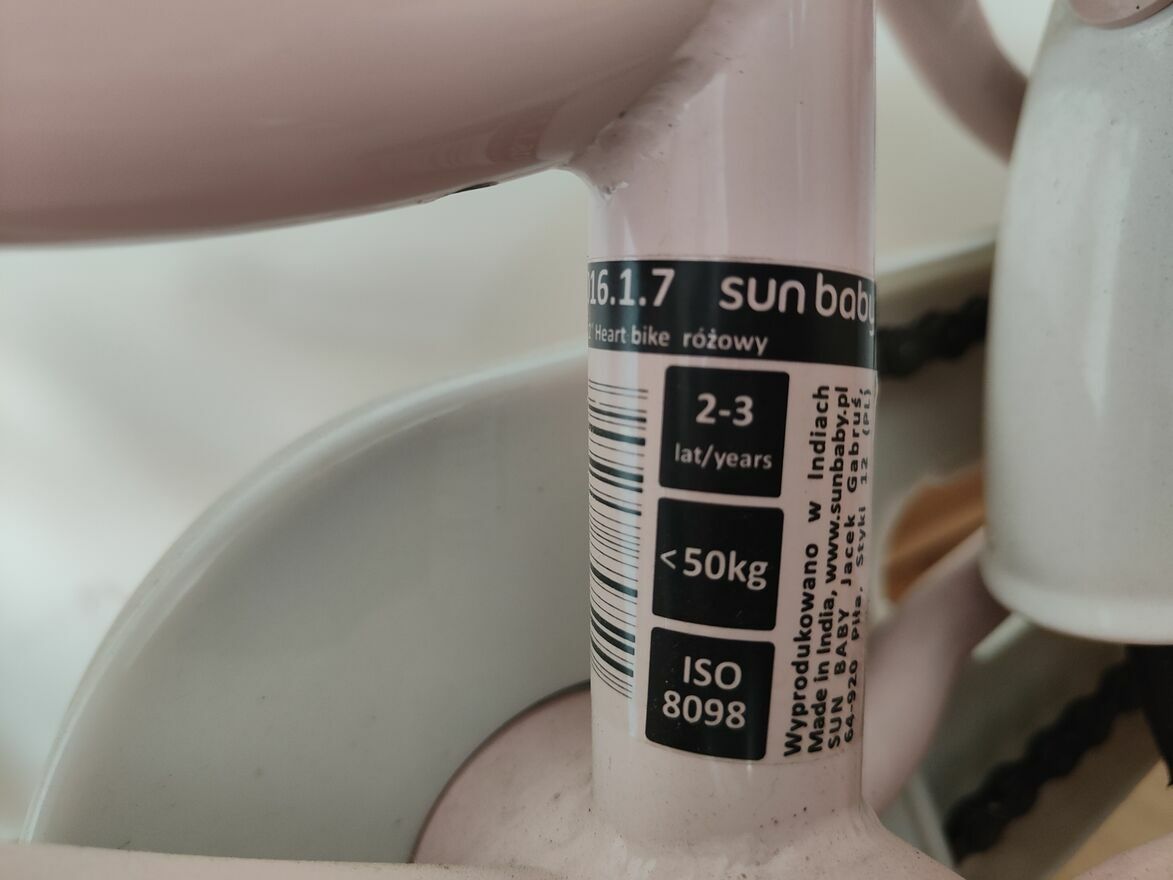 16.1.7 sun baby
2" Heart bike różowy
2-3
lat/years
<50kg
ISO
8098
Wyprodukowano w Indiach
Made in India, www.sunbaby.pl
SUN BABY Jacek Gabruś,
64-920 Piła, Styki 12 (PL)